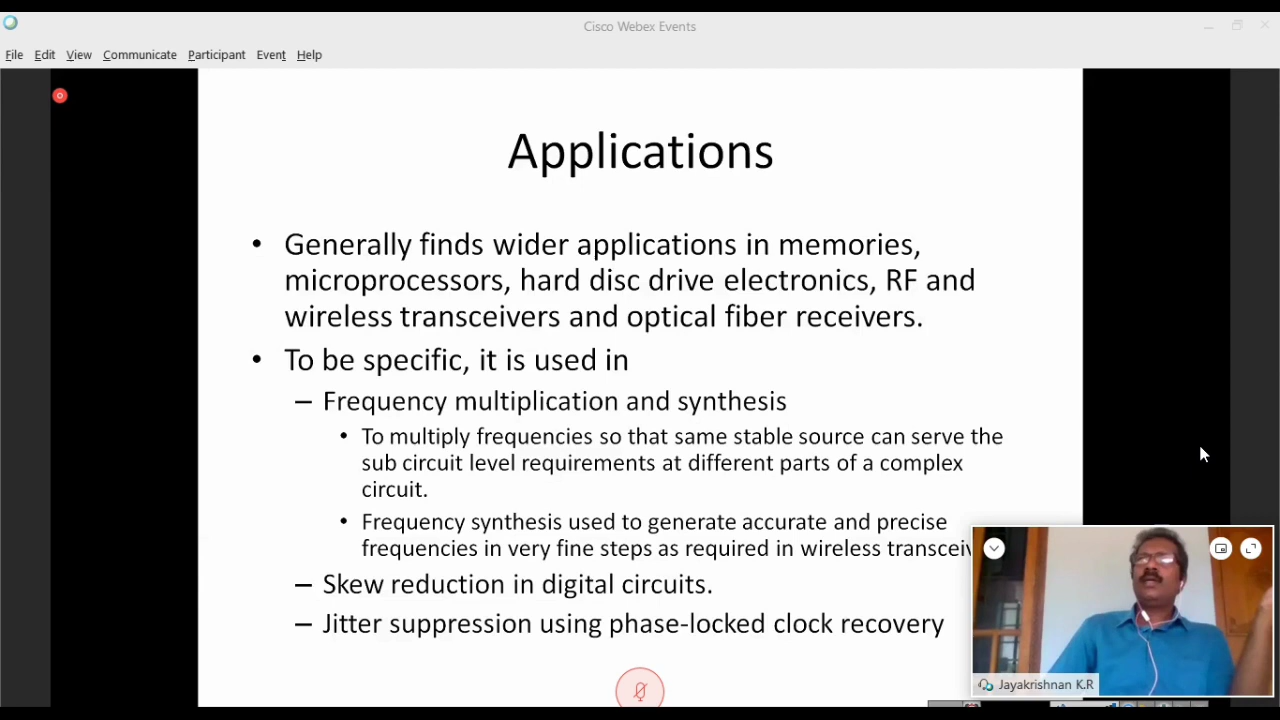 Cisco Webex Events
File Edit View Communicate Participant Event Help
Applications
• Generally finds wider applications in memories,
microprocessors, hard disc drive electronics, RF and
wireless transceivers and optical fiber receivers.
• To be specific, it is used in
– Frequency multiplication and synthesis
• To multiply frequencies so that same stable source can serve the
sub circuit level requirements at different parts of a complex
circuit.
• Frequency synthesis used to generate accurate and precise
frequencies in very fine steps as required in wireless transceiv
– Skew reduction in digital circuits.
– Jitter suppression using phase-locked clock recovery
Jayakrishnan K.R